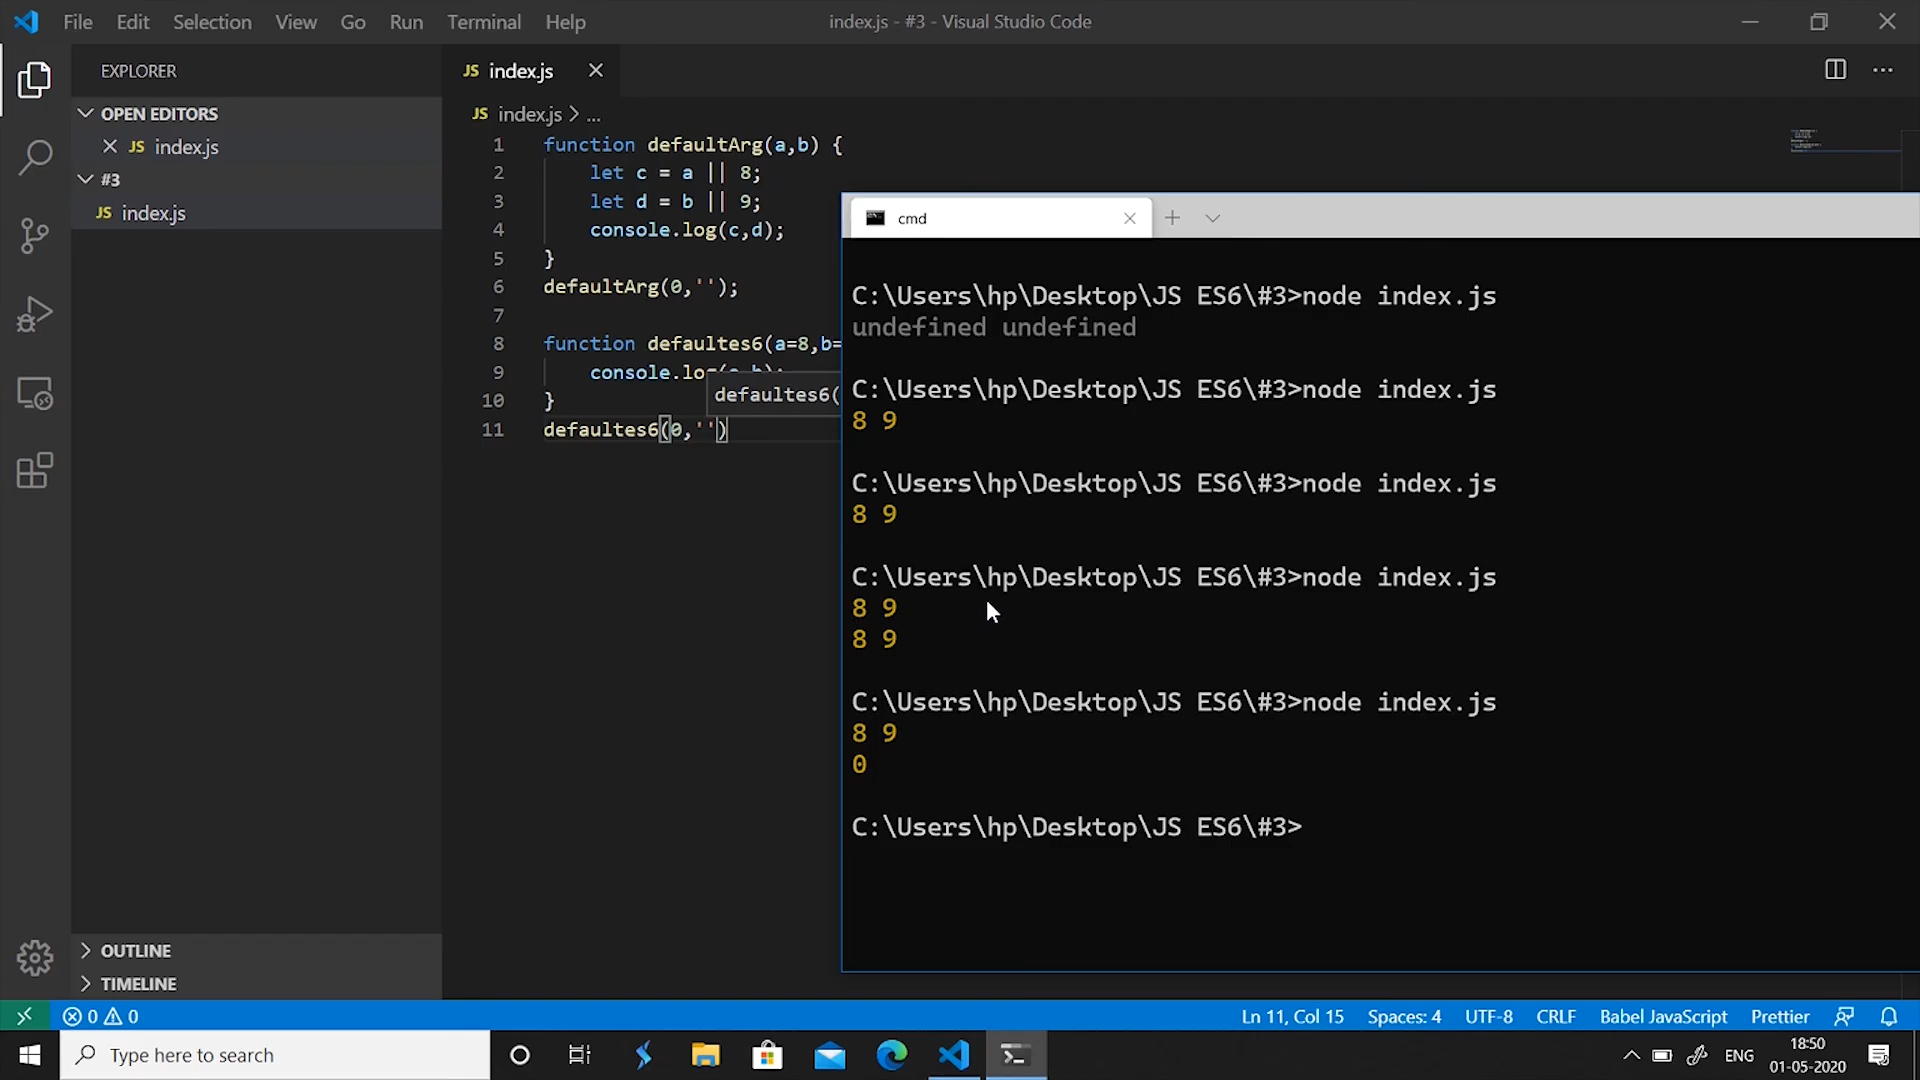 File Edit Selection View Go Run Terminal Help
index.js - #3 - Visual Studio Code
EXPLORER
OPEN EDITORS
JS index.js
#3
JS index.js
OUTLINE
TIMELINE
JS index.js
JS index.js > ...
1 function defaultArg(a,b) {
2 let c = a || 8;
3 let d = b || 9;
4 console.log(c,d);
5 }
6 defaultArg(0,'');
7
8 function defaultes6(a=8,b=
9 console.log(a,b);
defaultes6(
10 }
11 defaultes6(0,'')
cmd
C:\Users\hp\Desktop\JS ES6\#3>node index.js
undefined undefined
C:\Users\hp\Desktop\JS ES6\#3>node index.js
8 9
C:\Users\hp\Desktop\JS ES6\#3>node index.js
8 9
C:\Users\hp\Desktop\JS ES6\#3>node index.js
8 9
8 9
C:\Users\hp\Desktop\JS ES6\#3>node index.js
8 9
0
C:\Users\hp\Desktop\JS ES6\#3>
0 0
Ln 11, Col 15 Spaces: 4 UTF-8 CRLF Babel JavaScript Prettier
Type here to search
ENG
18:50
01-05-2020